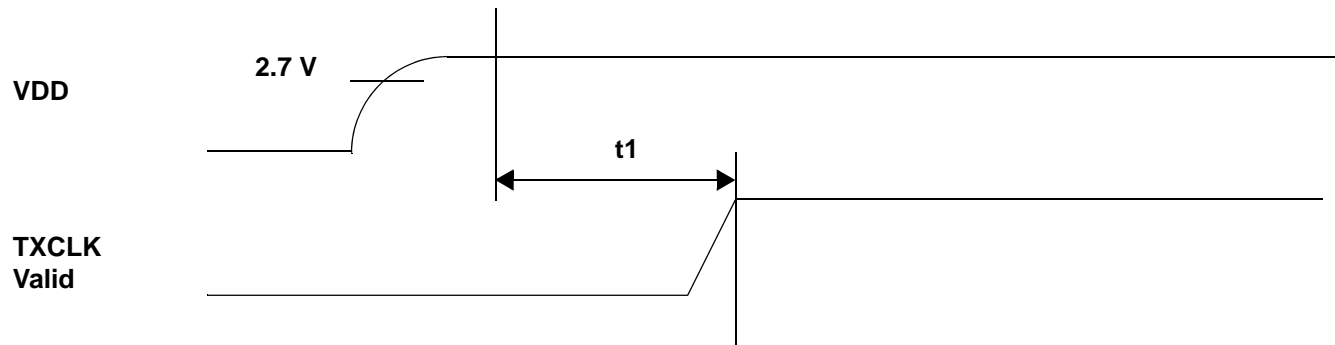 2.7 V
VDD
t1
TXCLK
Valid